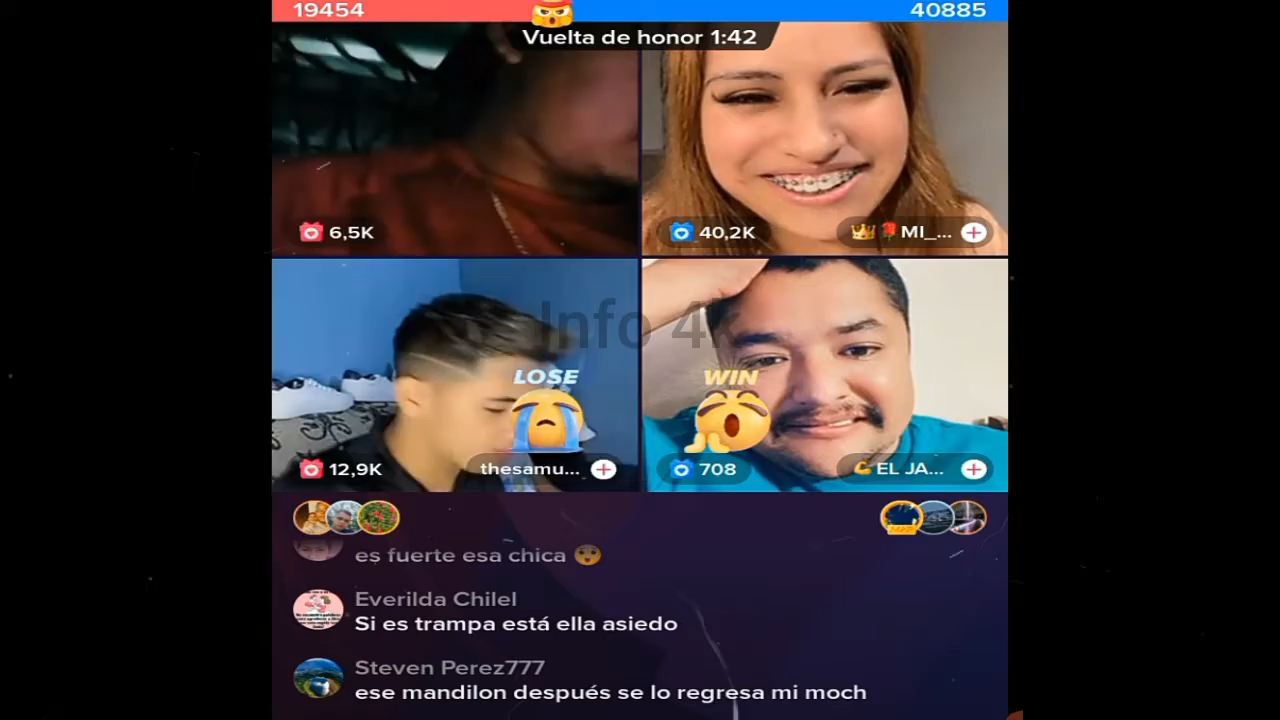 19454
40885
Vuelta de honor 1:42
6,5K
40,2K
MI_...
Info 4k
LOSE
WIN
12,9K
thesamu...
708
EL JA...
es fuerte esa chica
Everilda Chilel
Si es trampa está ella asiedo
Steven Perez777
ese mandilon después se lo regresa mi moch